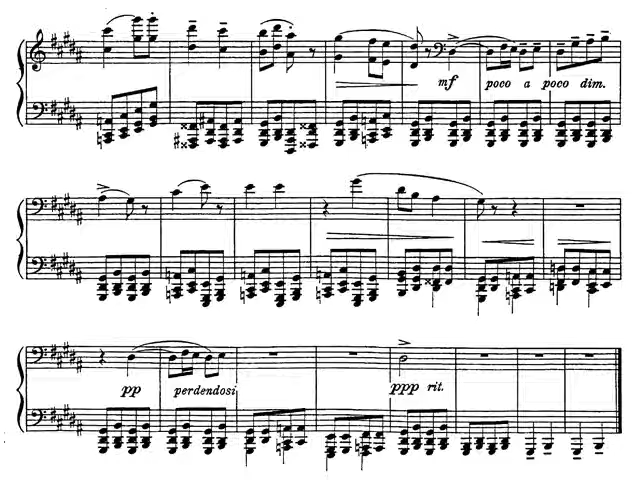 mf poco a poco dim.
pp perdendosi
ppp rit.